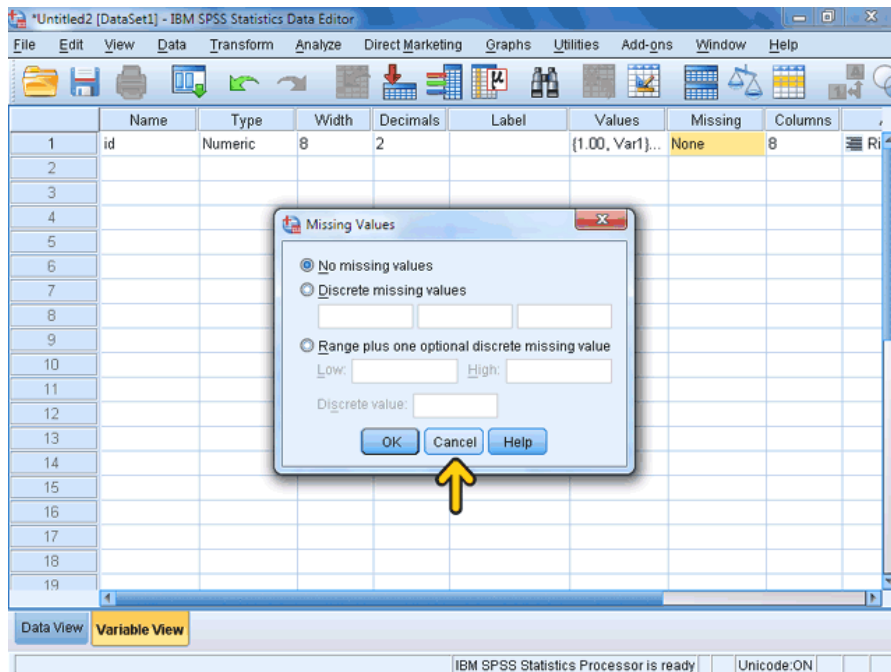 *Untitled2 [DataSet1] - IBM SPSS Statistics Data Editor
File Edit View Data Transform Analyze Direct Marketing Graphs Utilities Add-ons Window Help
Name Type Width Decimals Label Values Missing Columns
1 id Numeric 8 2 {1.00, Var1}... None 8 Ri
2
3
4
5
6
7
8
9
10
11
12
13
14
15
16
17
18
19
Missing Values
No missing values
Discrete missing values
Range plus one optional discrete missing value
Low: High:
Discrete value:
OK Cancel Help
Data View Variable View
IBM SPSS Statistics Processor is ready Unicode:ON